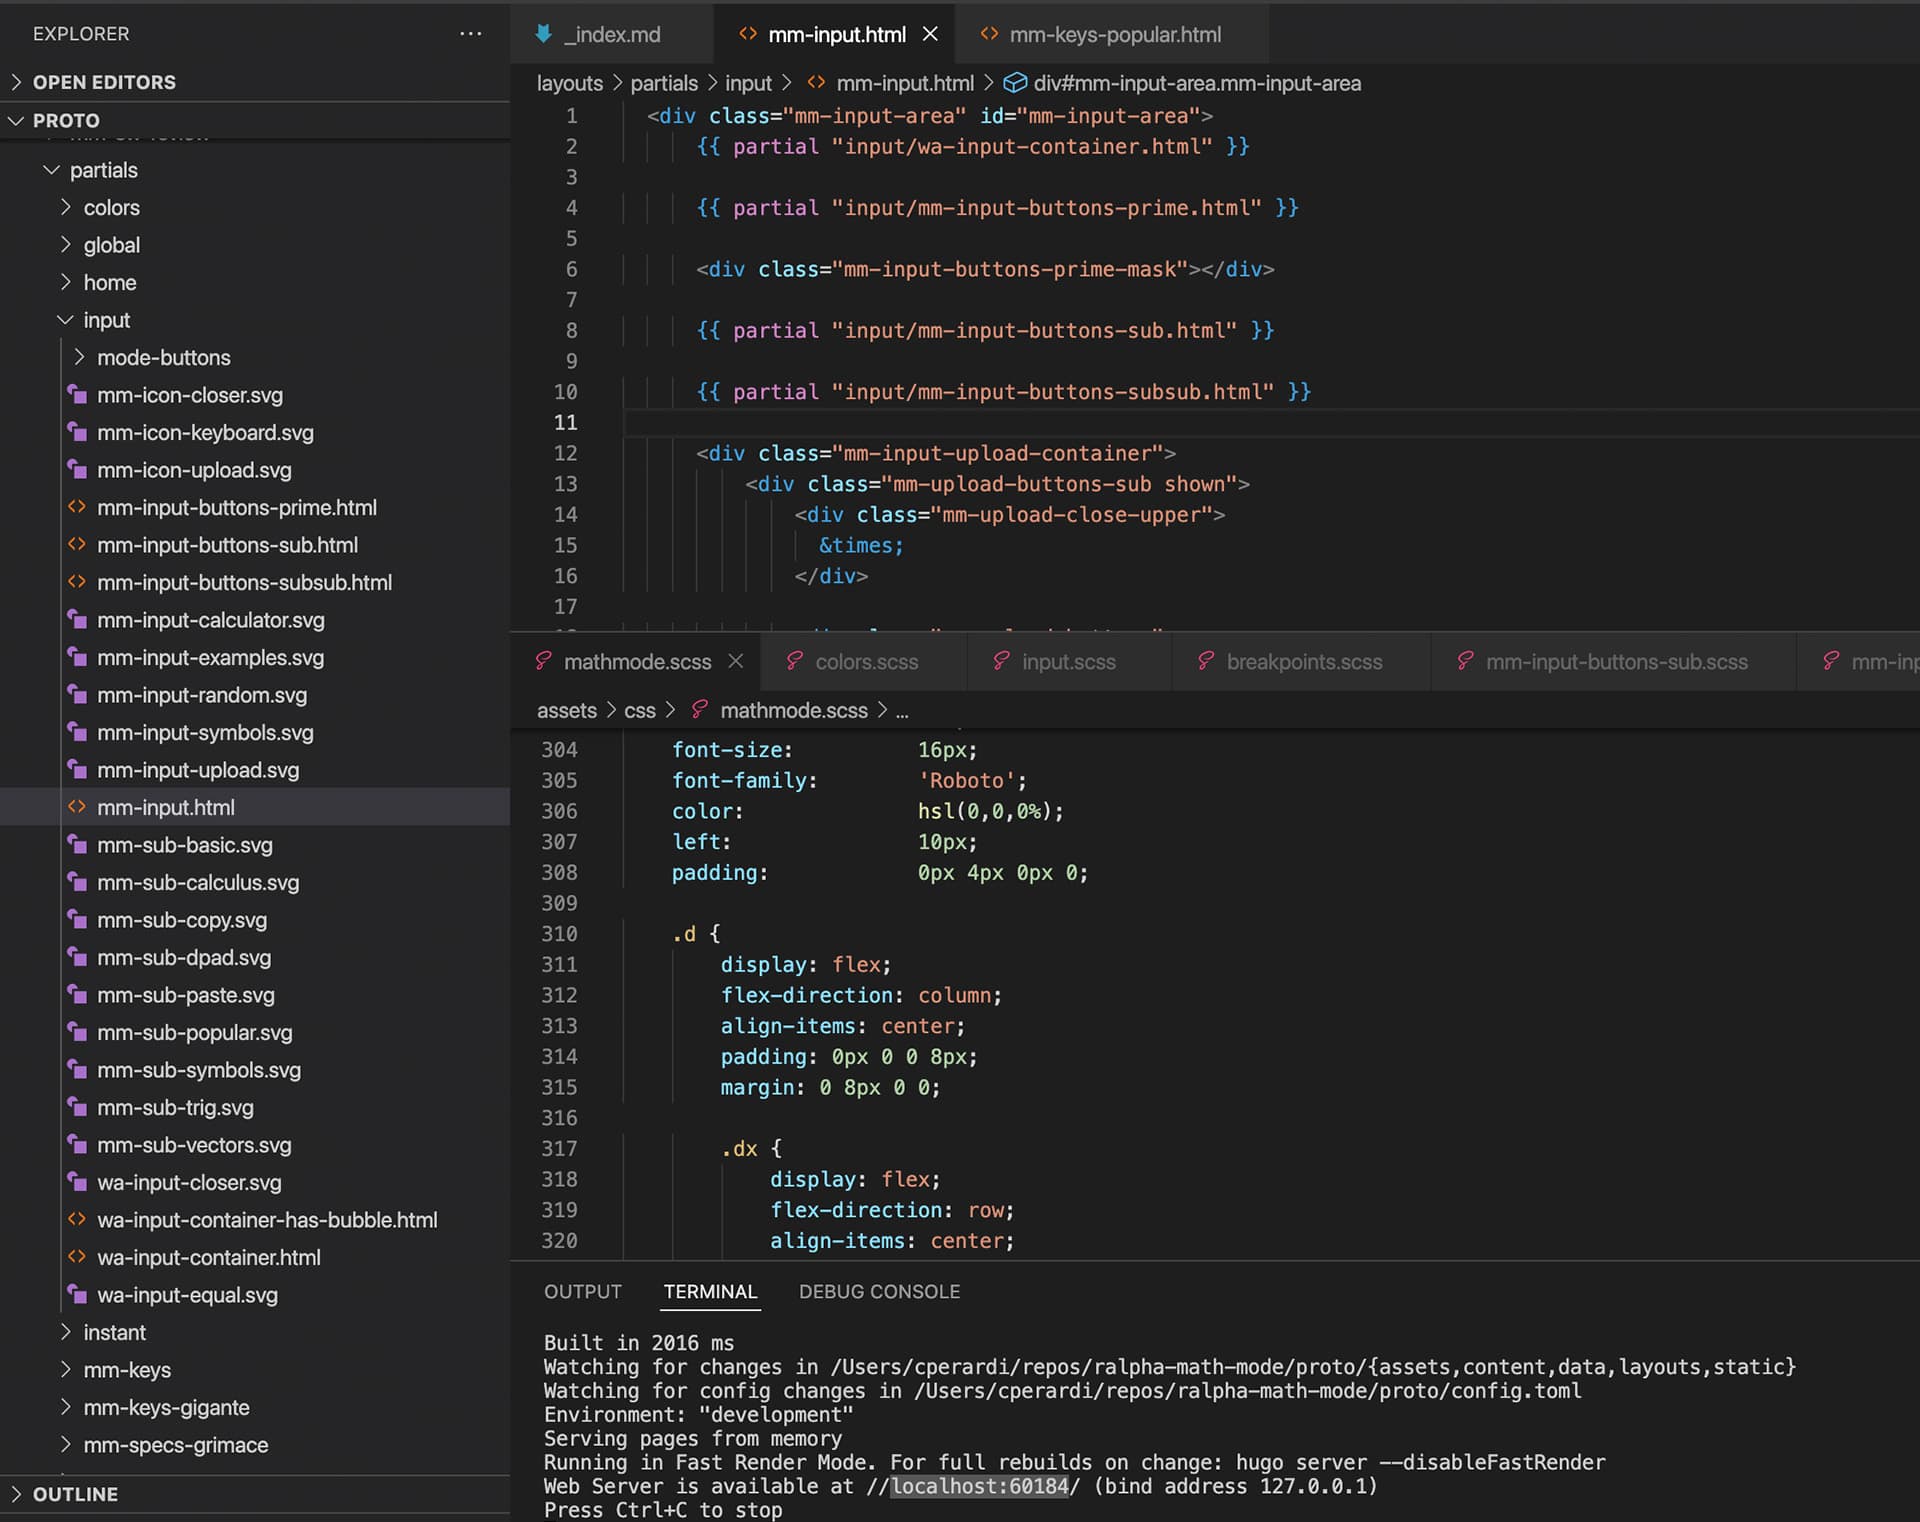 EXPLORER
OPEN EDITORS
PROTO
partials
colors
global
home
input
mode-buttons
mm-icon-closer.svg
mm-icon-keyboard.svg
mm-icon-upload.svg
mm-input-buttons-prime.html
mm-input-buttons-sub.html
mm-input-buttons-subsub.html
mm-input-calculator.svg
mm-input-examples.svg
mm-input-random.svg
mm-input-symbols.svg
mm-input-upload.svg
mm-input.html
mm-sub-basic.svg
mm-sub-calculus.svg
mm-sub-copy.svg
mm-sub-dpad.svg
mm-sub-paste.svg
mm-sub-popular.svg
mm-sub-symbols.svg
mm-sub-trig.svg
mm-sub-vectors.svg
wa-input-closer.svg
wa-input-container-has-bubble.html
wa-input-container.html
wa-input-equal.svg
instant
mm-keys
mm-keys-gigante
mm-specs-grimace
OUTLINE
_index.md mm-input.html mm-keys-popular.html
layouts > partials > input > mm-input.html > div#mm-input-area.mm-input-area
1 <div class="mm-input-area" id="mm-input-area">
2 {{ partial "input/wa-input-container.html" }}
3
4 {{ partial "input/mm-input-buttons-prime.html" }}
5
6 <div class="mm-input-buttons-prime-mask"></div>
7
8 {{ partial "input/mm-input-buttons-sub.html" }}
9
10 {{ partial "input/mm-input-buttons-subsub.html" }}
11
12 <div class="mm-input-upload-container">
13 <div class="mm-upload-buttons-sub shown">
14 <div class="mm-upload-close-upper">
15 &times;
16 </div>
17
mathmode.scss colors.scss input.scss breakpoints.scss mm-input-buttons-sub.scss mm-inp
assets > css > mathmode.scss > ...
304 font-size: 16px;
305 font-family: 'Roboto';
306 color: hsl(0,0,0%);
307 left: 10px;
308 padding: 0px 4px 0px 0;
309
310 .d {
311 display: flex;
312 flex-direction: column;
313 align-items: center;
314 padding: 0px 0 0 8px;
315 margin: 0 8px 0 0;
316
317 .dx {
318 display: flex;
319 flex-direction: row;
320 align-items: center;
OUTPUT TERMINAL DEBUG CONSOLE
Built in 2016 ms
Watching for changes in /Users/cperardi/repos/ralpha-math-mode/proto/{assets,content,data,layouts,static}
Watching for config changes in /Users/cperardi/repos/ralpha-math-mode/proto/config.toml
Environment: "development"
Serving pages from memory
Running in Fast Render Mode. For full rebuilds on change: hugo server --disableFastRender
Web Server is available at //localhost:60184/ (bind address 127.0.0.1)
Press Ctrl+C to stop